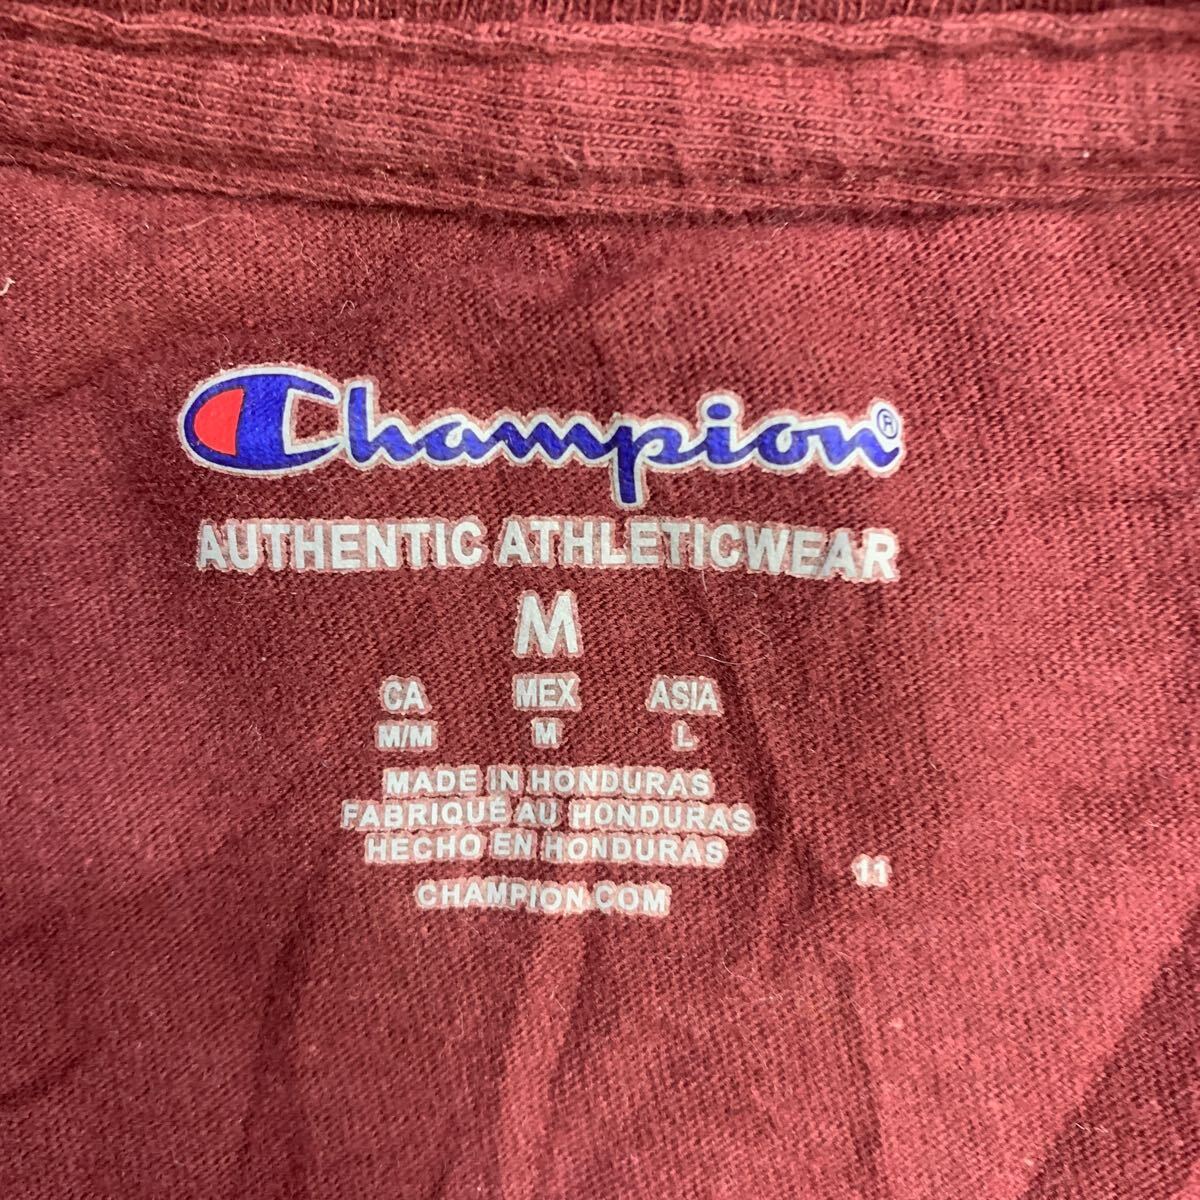 Champion®
AUTHENTIC ATHLETICWEAR
M
CA MEX ASIA
M/M M L
MADE IN HONDURAS
FABRIQUÉ AU HONDURAS
HECHO EN HONDURAS
11
CHAMPION.COM